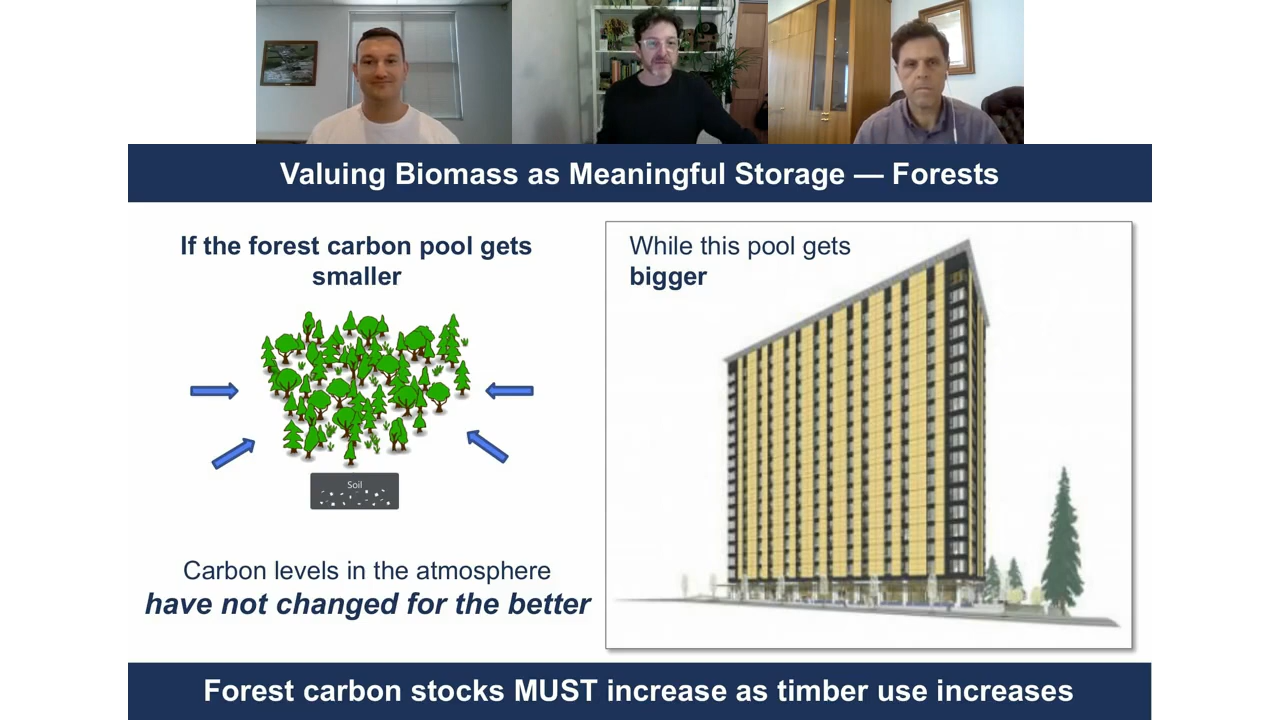 Valuing Biomass as Meaningful Storage — Forests
If the forest carbon pool gets
smaller
While this pool gets
bigger
Soil
Carbon levels in the atmosphere
have not changed for the better
Forest carbon stocks MUST increase as timber use increases